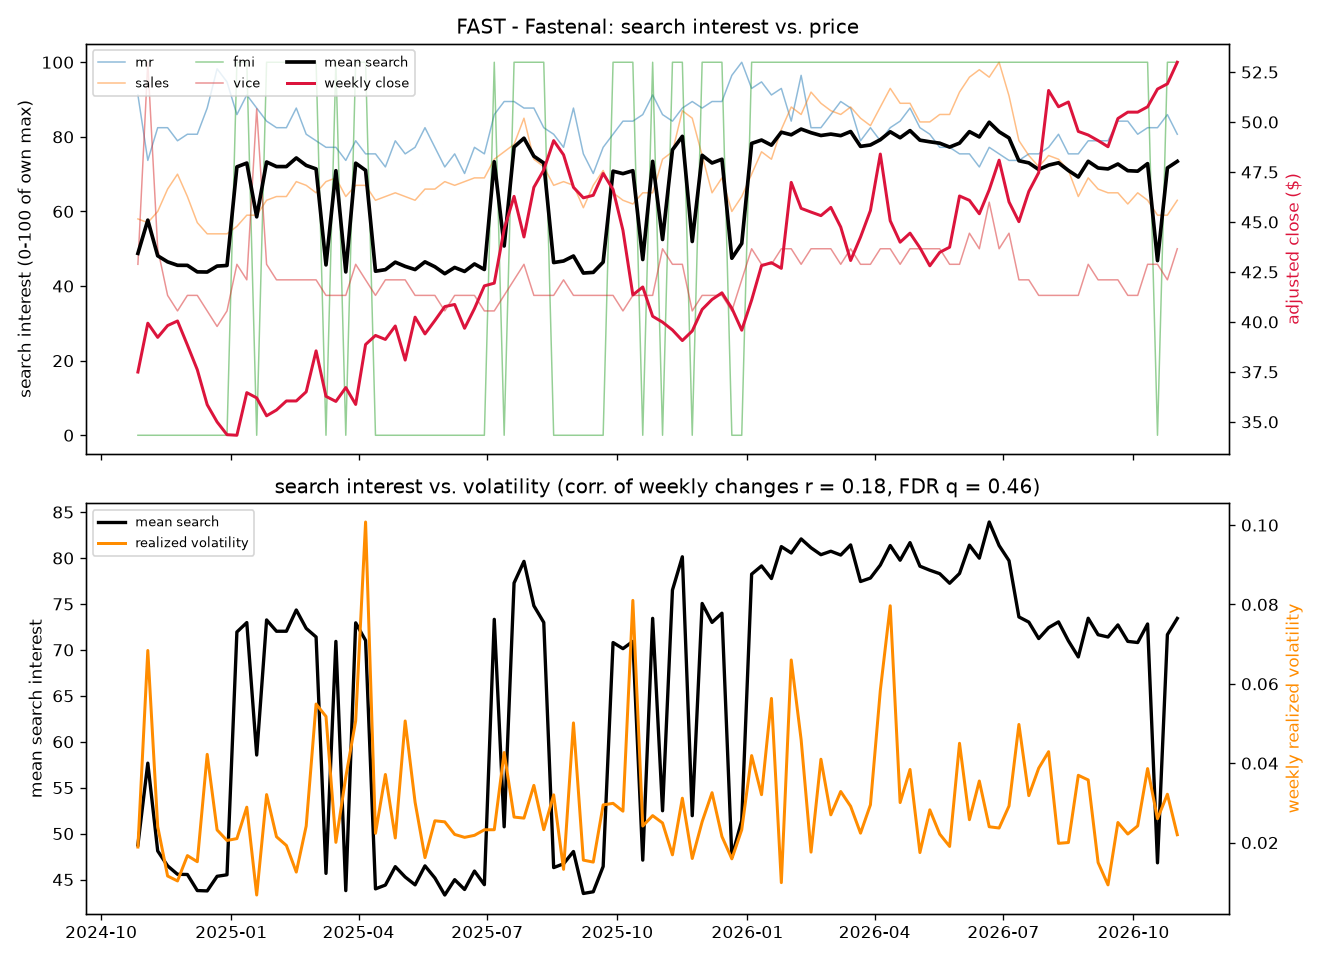 FAST - Fastenal: search interest vs. price
mr
sales
fmi
vice
mean search
weekly close
100
80
60
40
20
0
search interest (0-100 of own max)
52.5
50.0
47.5
45.0
42.5
40.0
37.5
35.0
adjusted close ($)
search interest vs. volatility (corr. of weekly changes r = 0.18, FDR q = 0.46)
mean search
realized volatility
85
80
75
70
65
60
55
50
45
mean search interest
0.10
0.08
0.06
0.04
0.02
weekly realized volatility
2024-10
2025-01
2025-04
2025-07
2025-10
2026-01
2026-04
2026-07
2026-10